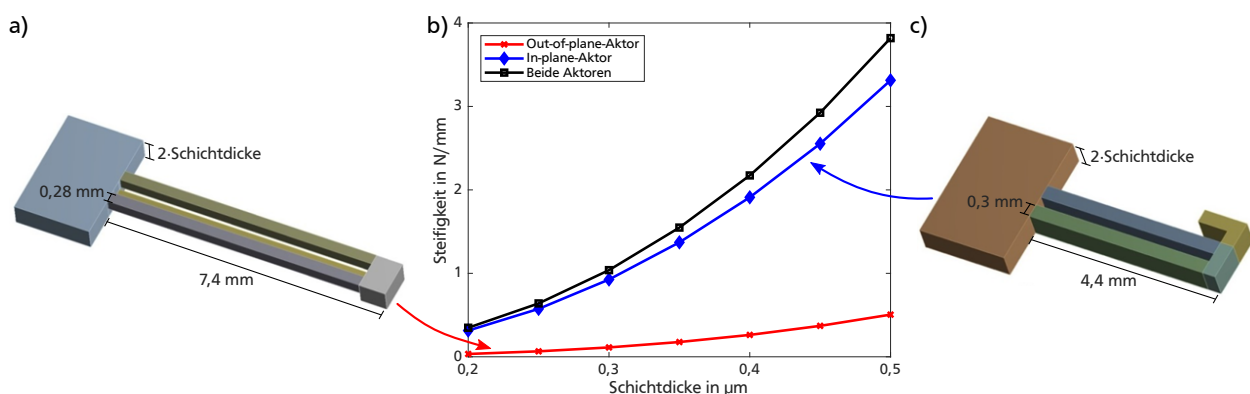 a)
2·Schichtdicke
0,28 mm
7,4 mm
b)
4
3
2
1
0
Steifigkeit in N/mm
Out-of-plane-Aktor
In-plane-Aktor
Beide Aktoren
0,2
0,3
0,4
0,5
Schichtdicke in µm
c)
2·Schichtdicke
0,3 mm
4,4 mm